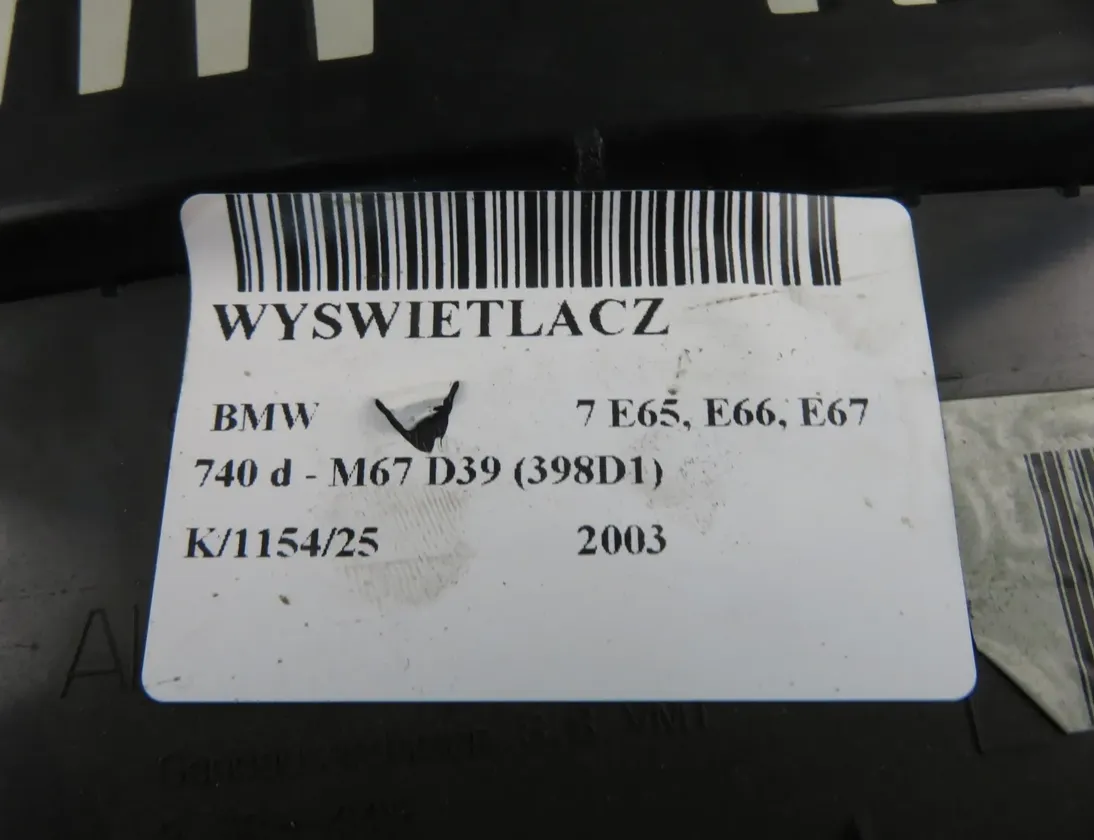 WYSWIETLACZ
BMW 7 E65, E66, E67
740 d - M67 D39 (398D1)
K/1154/25 2003